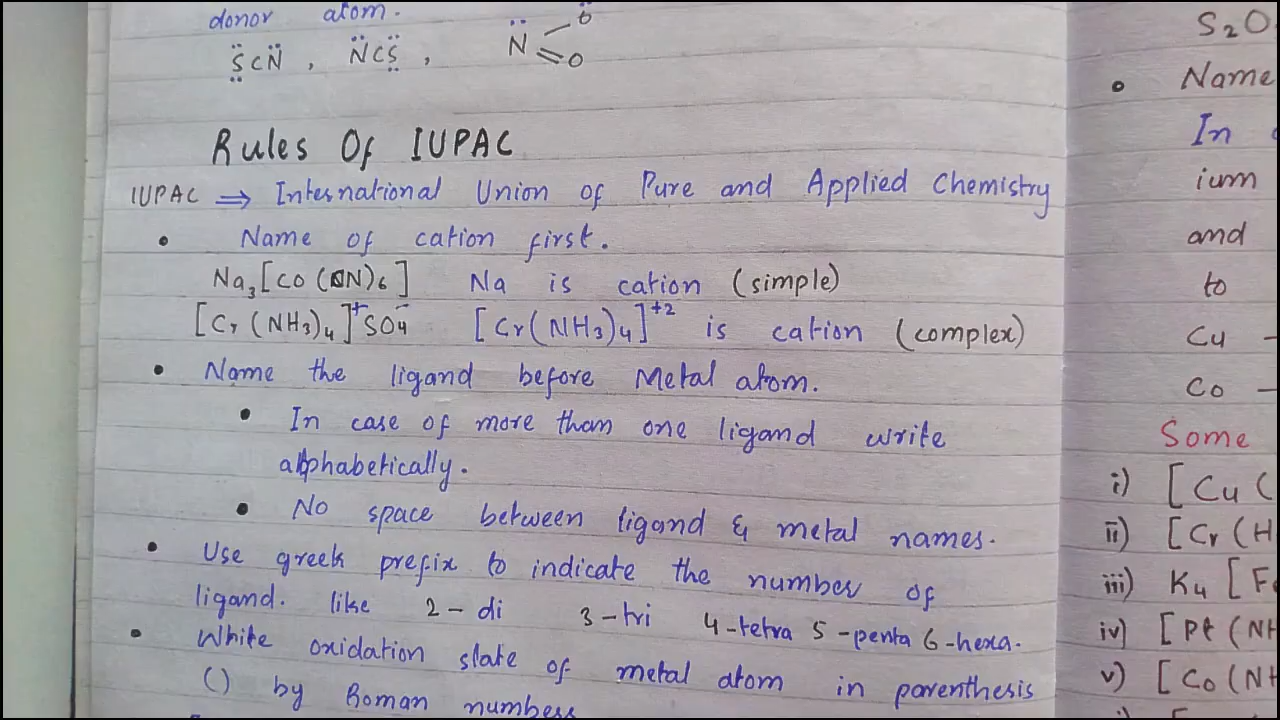 donor atom.
S̈CN̈ , N̈CS̈ , N Ö
O
Rules Of IUPAC
IUPAC ⇒ International Union of Pure and Applied Chemistry
• Name of cation first.
Na₃[Co(CN)₆] Na is cation (simple)
[Cr(NH₃)₄]⁺SO₄⁻ [Cr(NH₃)₄]⁺² is cation (complex)
• Name the ligand before Metal atom.
• In case of more than one ligand write
alphabetically.
• No space between ligand & metal names.
• Use greek prefix to indicate the number of
ligand. like 2-di 3-tri 4-tetra 5-penta 6-hexa.
• White oxidation state of metal atom in parenthesis
() by Roman numbers
S₂O
• Name
In
ium
and
to
Cu –
Co –
Some
i) [Cu (
ii) [Cr (H
iii) K₄ [F
iv) [Pt (NH
v) [Co (NH